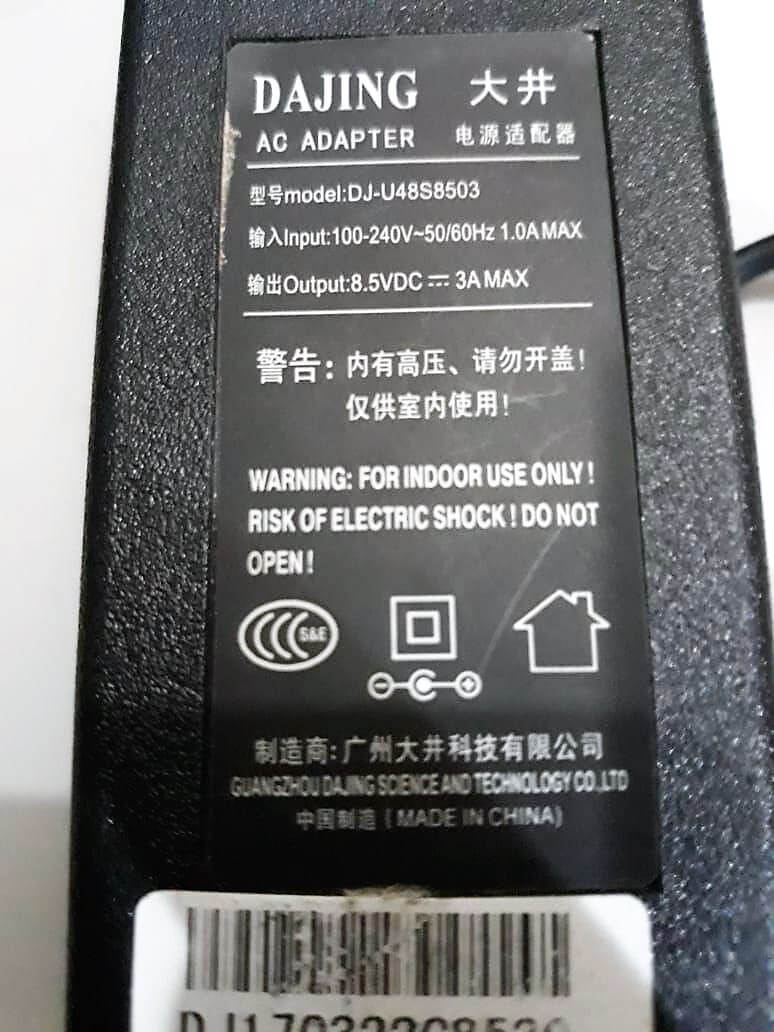 DAJING 大井
AC ADAPTER 电源适配器
型号model:DJ-U48S8503
输入Input:100-240V~50/60Hz 1.0A MAX
输出Output:8.5VDC ⎓ 3A MAX
警告: 内有高压、请勿开盖!
仅供室内使用!
WARNING: FOR INDOOR USE ONLY!
RISK OF ELECTRIC SHOCK! DO NOT
OPEN!
S&E
制造商:广州大井科技有限公司
GUANGZHOU DAJING SCIENCE AND TECHNOLOGY CO.,LTD
中国制造 (MADE IN CHINA)